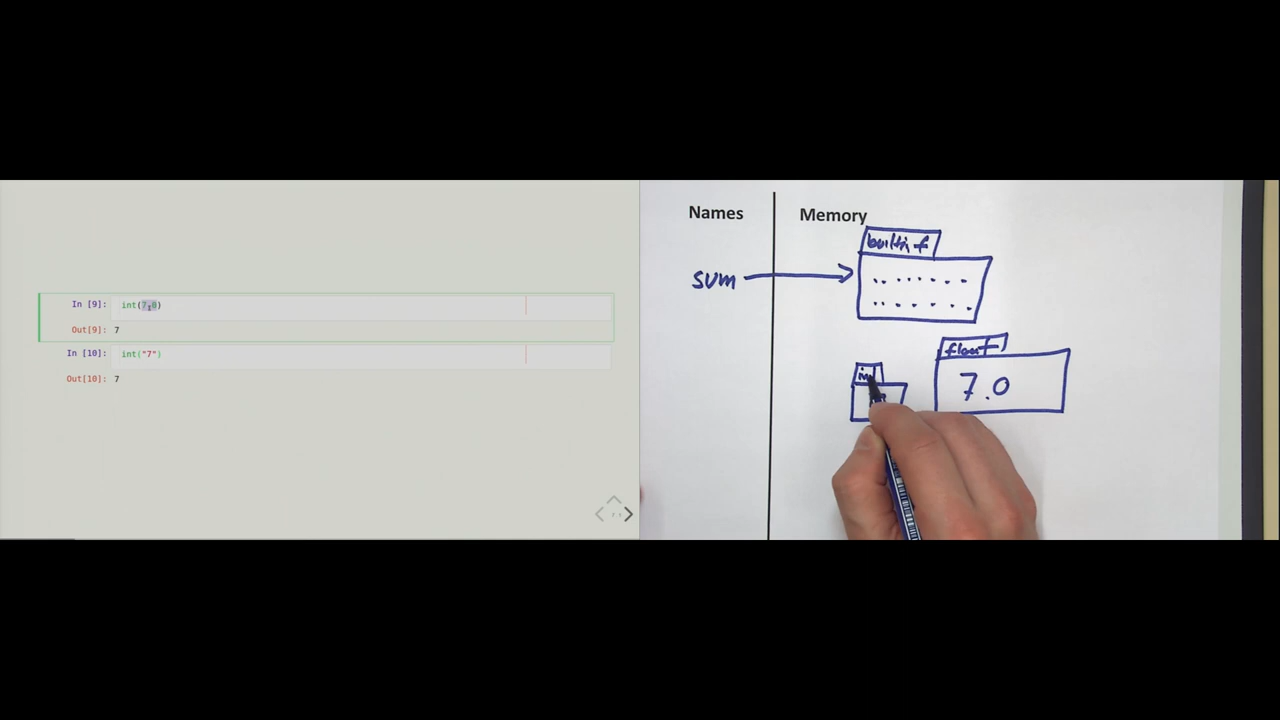 In [9]: int(7.0)
Out[9]: 7
In [10]: int("7")
Out[10]: 7
Names Memory
builtin f
sum
float
7.0
int